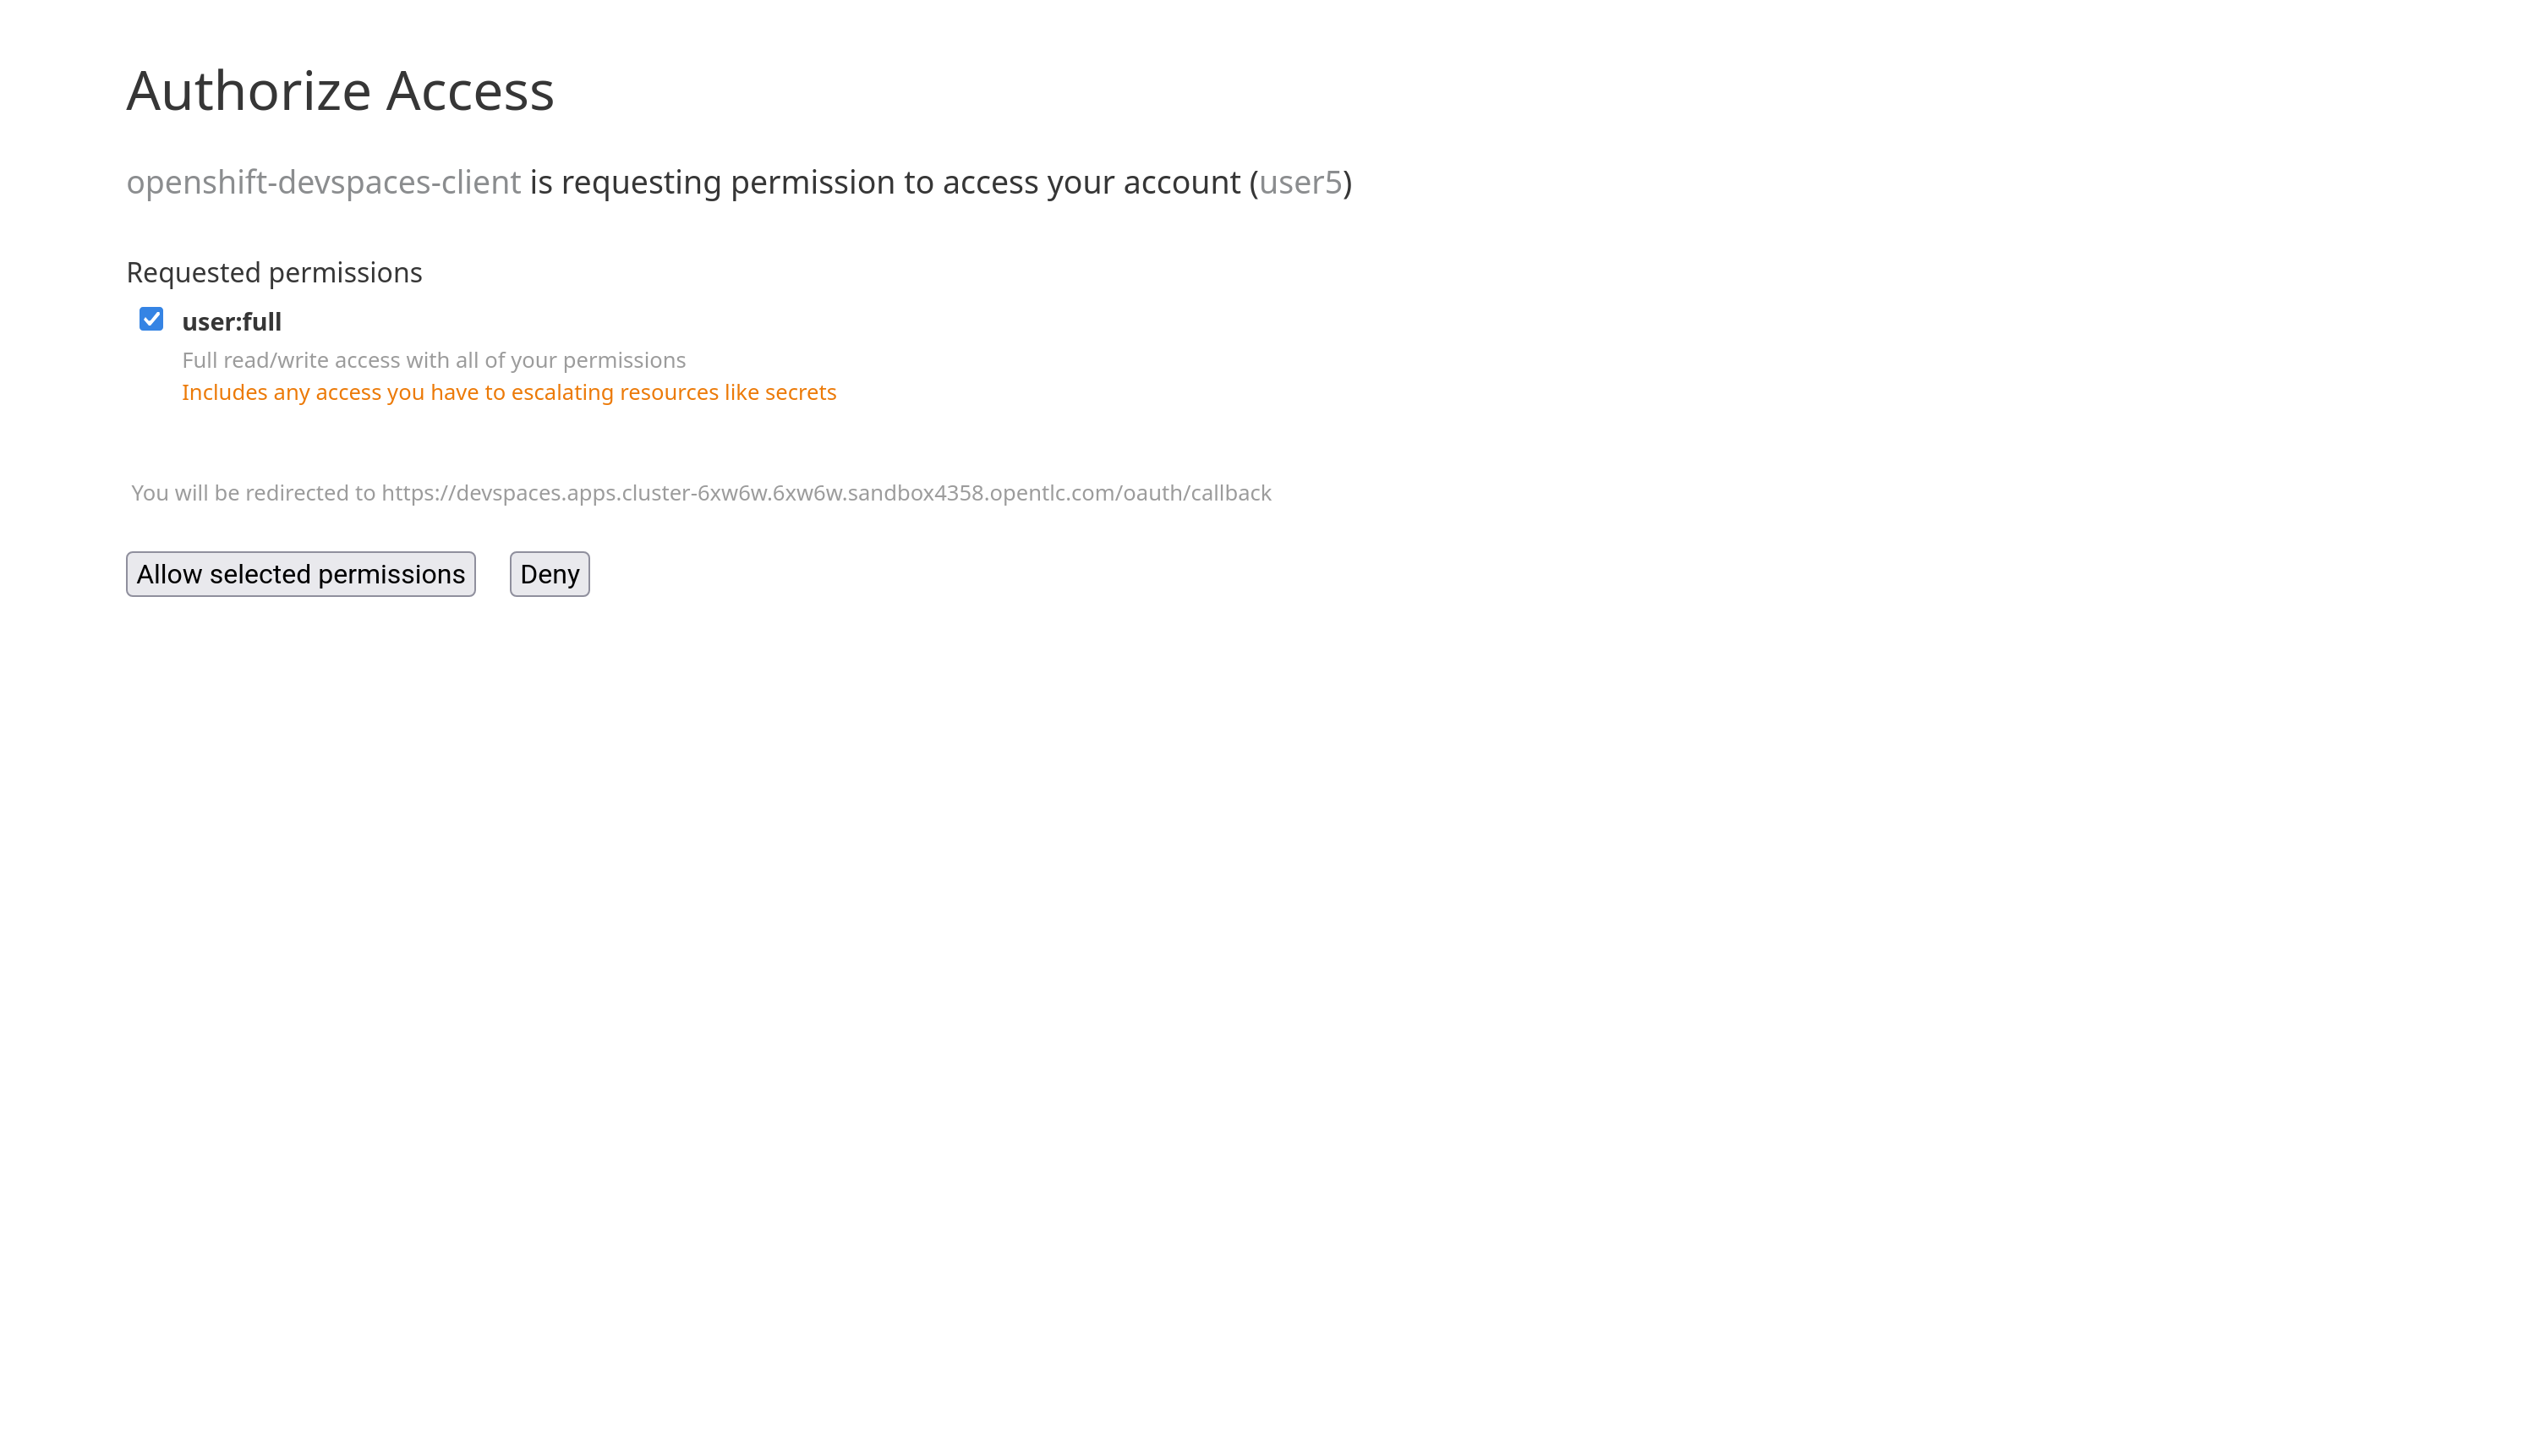 Authorize Access
openshift-devspaces-client is requesting permission to access your account (user5)
Requested permissions
user:full
Full read/write access with all of your permissions
Includes any access you have to escalating resources like secrets
You will be redirected to https://devspaces.apps.cluster-6xw6w.6xw6w.sandbox4358.opentlc.com/oauth/callback
Allow selected permissions Deny